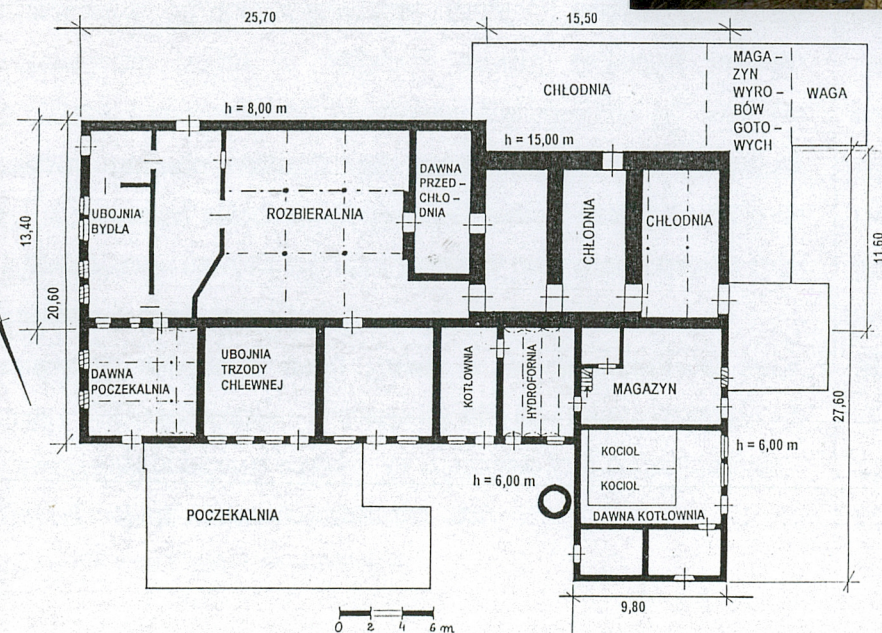 25,70
15,50
CHŁODNIA
MAGA –
ZYN
WYRO –
BÓW
GOTO –
WYCH
WAGA
h = 8,00 m
h = 15,00 m
13,40
20,60
UBOJNIA
BYDŁA
ROZBIERALNIA
DAWNA
PRZED –
CHŁO –
DNIA
CHŁODNIA
CHŁODNIA
11,60
27,60
DAWNA
POCZEKALNIA
UBOJNIA
TRZODY
CHLEWNEJ
KOTŁOWNIA
HYDROFORNIA
MAGAZYN
KOCIOŁ
KOCIOŁ
DAWNA KOTŁOWNIA
h = 6,00 m
h = 6,00 m
POCZEKALNIA
9,80
0 2 4 6 m